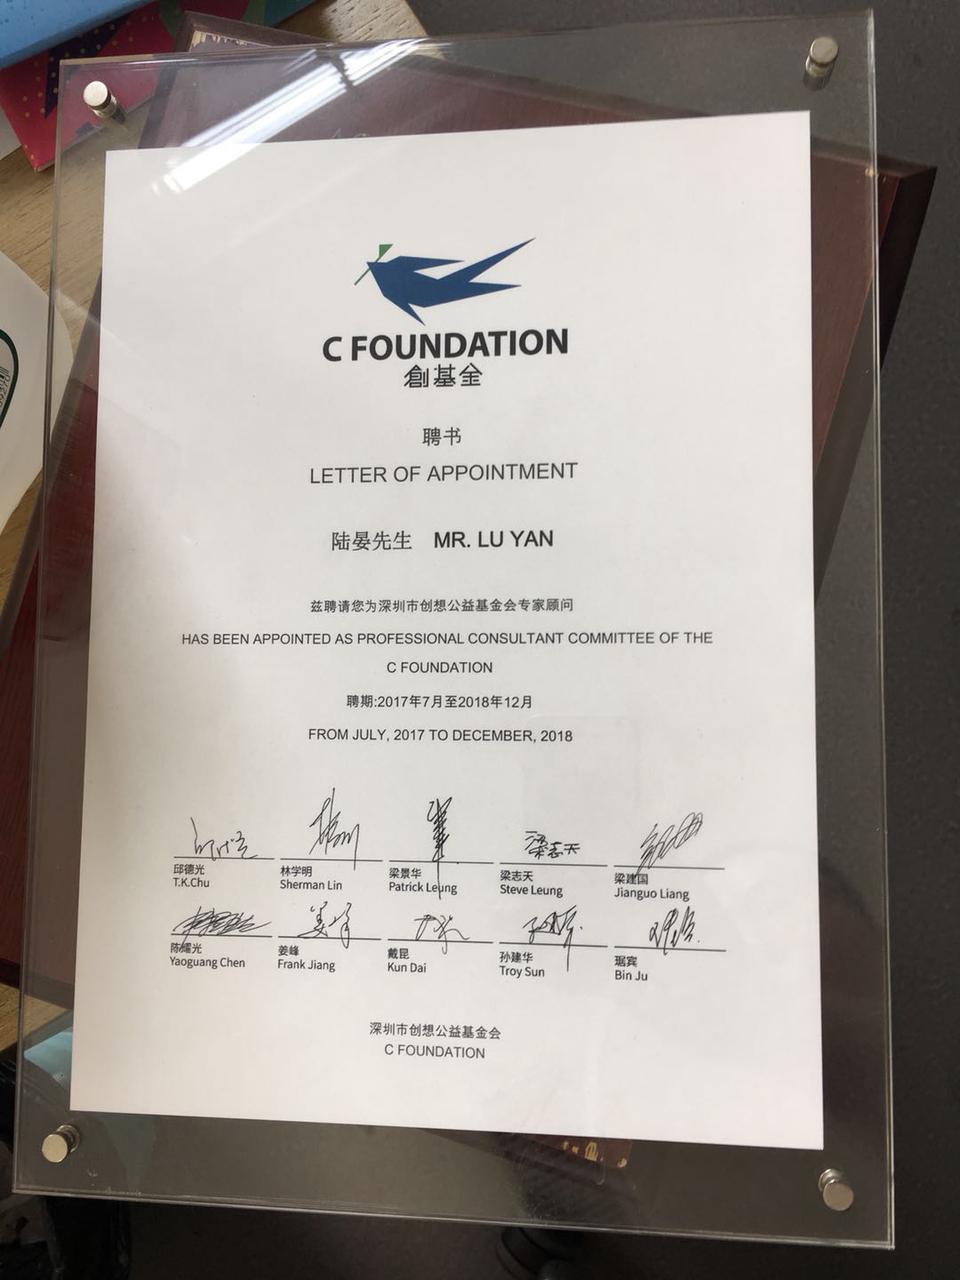 C FOUNDATION
創基金
聘书
LETTER OF APPOINTMENT
陆晏先生 MR. LU YAN
兹聘请您为深圳市创想公益基金会专家顾问
HAS BEEN APPOINTED AS PROFESSIONAL CONSULTANT COMMITTEE OF THE
C FOUNDATION
聘期:2017年7月至2018年12月
FROM JULY, 2017 TO DECEMBER, 2018
梁志天
邱德光 林学明 梁景华 梁志天 梁建国
T.K.Chu Sherman Lin Patrick Leung Steve Leung Jianguo Liang
姜峰
陈耀光 姜峰 戴昆 孙建华 琚宾
Yaoguang Chen Frank Jiang Kun Dai Troy Sun Bin Ju
深圳市创想公益基金会
C FOUNDATION